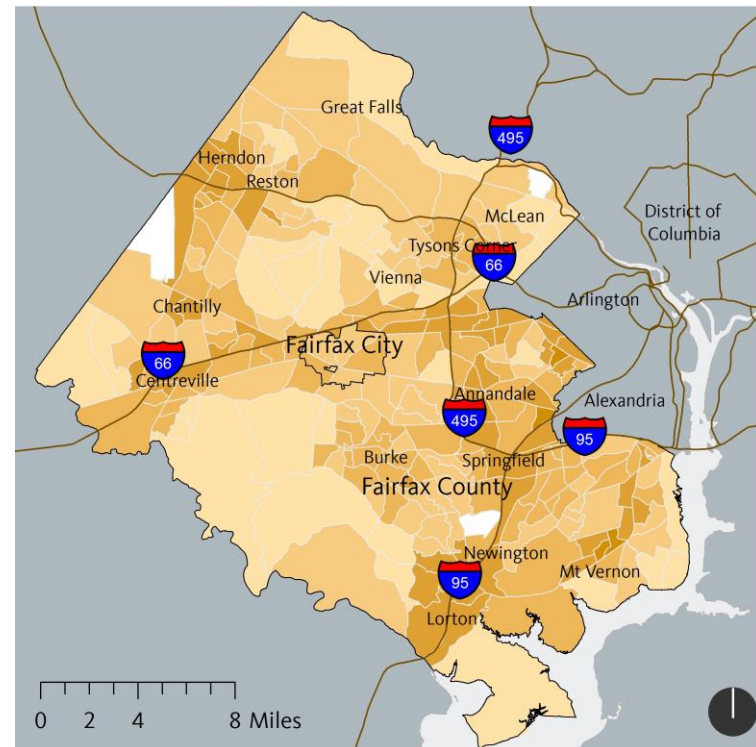 Great Falls
495
Herndon
Reston
McLean
District of
Columbia
Tysons Corner
66
Vienna
Arlington
Chantilly
Fairfax City
66
Centreville
Annandale
Alexandria
495
95
Burke
Springfield
Fairfax County
Newington
Mt Vernon
95
Lorton
0 2 4 8 Miles